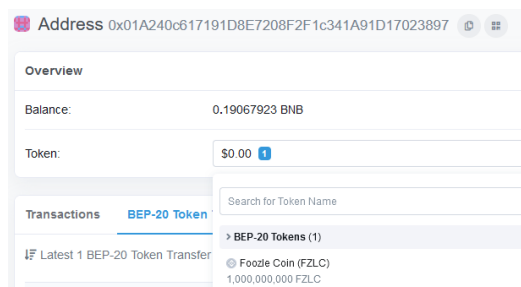 Address 0x01A240c617191D8E7208F2F1c341A91D17023897
Overview
Balance: 0.19067923 BNB
Token: $0.00 1
Search for Token Name
> BEP-20 Tokens (1)
Foozle Coin (FZLC)
1,000,000,000 FZLC
Transactions BEP-20 Token
Latest 1 BEP-20 Token Transfer